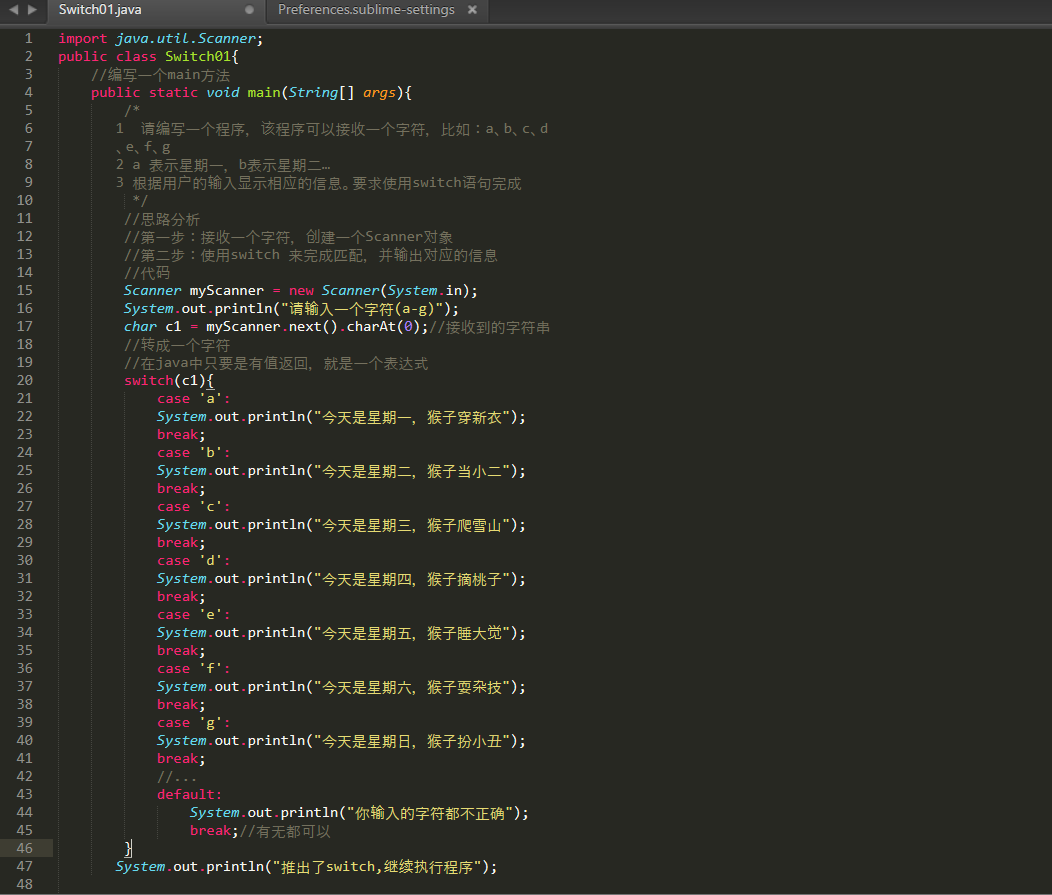 Switch01.java
Preferences.sublime-settings
1 import java.util.Scanner;
2 public class Switch01{
3 //编写一个main方法
4 public static void main(String[] args){
5 /*
6 1  请编写一个程序, 该程序可以接收一个字符, 比如：a、b、c、d
7 、e、f、g
8 2 a 表示星期一, b表示星期二…
9 3 根据用户的输入显示相应的信息。要求使用switch语句完成
10 */
11 //思路分析
12 //第一步：接收一个字符, 创建一个Scanner对象
13 //第二步：使用switch 来完成匹配, 并输出对应的信息
14 //代码
15 Scanner myScanner = new Scanner(System.in);
16 System.out.println("请输入一个字符(a-g)");
17 char c1 = myScanner.next().charAt(0);//接收到的字符串
18 //转成一个字符
19 //在java中只要是有值返回, 就是一个表达式
20 switch(c1){
21 case 'a':
22 System.out.println("今天是星期一, 猴子穿新衣");
23 break;
24 case 'b':
25 System.out.println("今天是星期二, 猴子当小二");
26 break;
27 case 'c':
28 System.out.println("今天是星期三, 猴子爬雪山");
29 break;
30 case 'd':
31 System.out.println("今天是星期四, 猴子摘桃子");
32 break;
33 case 'e':
34 System.out.println("今天是星期五, 猴子睡大觉");
35 break;
36 case 'f':
37 System.out.println("今天是星期六, 猴子耍杂技");
38 break;
39 case 'g':
40 System.out.println("今天是星期日, 猴子扮小丑");
41 break;
42 //...
43 default:
44 System.out.println("你输入的字符都不正确");
45 break;//有无都可以
46 }
47 System.out.println("推出了switch,继续执行程序");
48